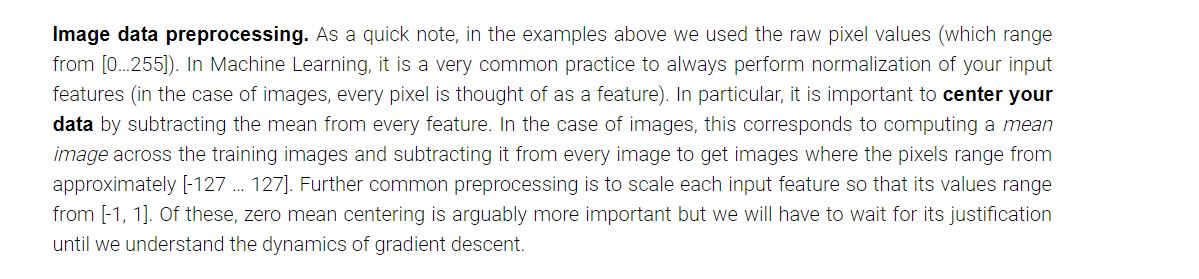 Image data preprocessing. As a quick note, in the examples above we used the raw pixel values (which range
from [0…255]). In Machine Learning, it is a very common practice to always perform normalization of your input
features (in the case of images, every pixel is thought of as a feature). In particular, it is important to center your
data by subtracting the mean from every feature. In the case of images, this corresponds to computing a mean
image across the training images and subtracting it from every image to get images where the pixels range from
approximately [-127 … 127]. Further common preprocessing is to scale each input feature so that its values range
from [-1, 1]. Of these, zero mean centering is arguably more important but we will have to wait for its justification
until we understand the dynamics of gradient descent.